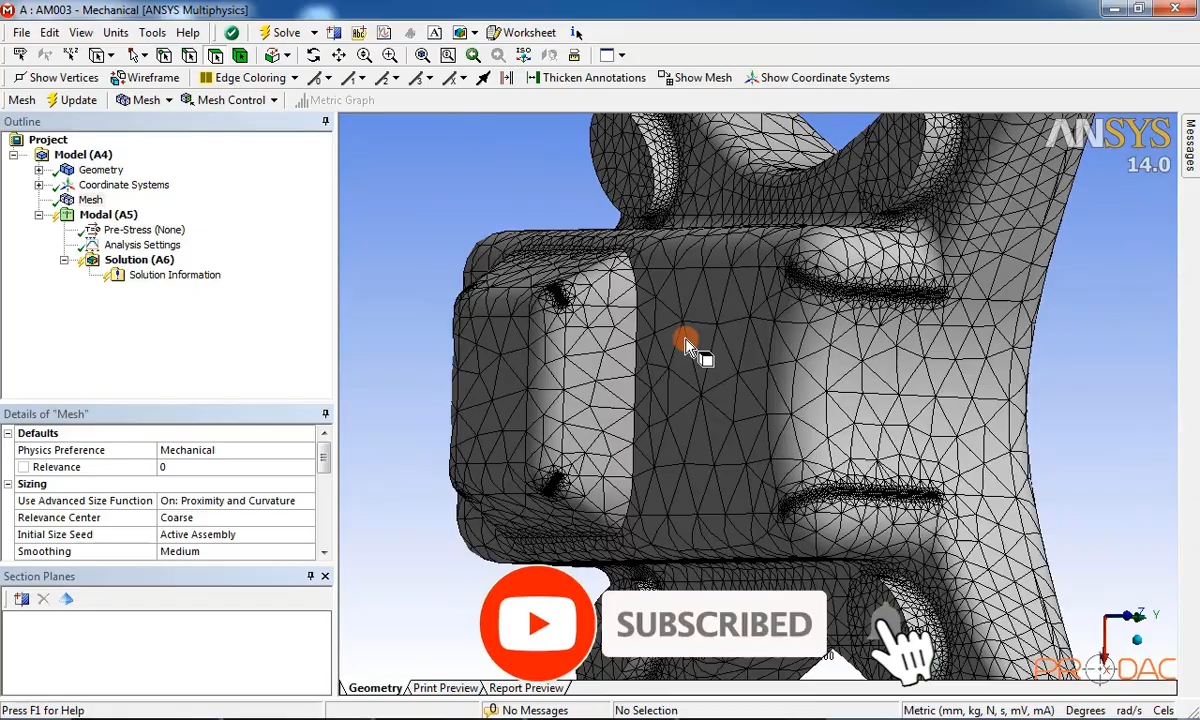 A : AM003 - Mechanical [ANSYS Multiphysics]
File Edit View Units Tools Help Solve Worksheet
Show Vertices Wireframe Edge Coloring Thicken Annotations Show Mesh Show Coordinate Systems
Mesh Update Mesh Mesh Control Metric Graph
Outline
Project
Model (A4)
Geometry
Coordinate Systems
Mesh
Modal (A5)
Pre-Stress (None)
Analysis Settings
Solution (A6)
Solution Information
Details of "Mesh"
Defaults
Physics Preference Mechanical
Relevance 0
Sizing
Use Advanced Size Function On: Proximity and Curvature
Relevance Center Coarse
Initial Size Seed Active Assembly
Smoothing Medium
Section Planes
ANSYS
14.0
Messages
SUBSCRIBED
Z Y
X
PRODAC
Geometry Print Preview Report Preview
Press F1 for Help No Messages No Selection Metric (mm, kg, N, s, mV, mA) Degrees rad/s Cels